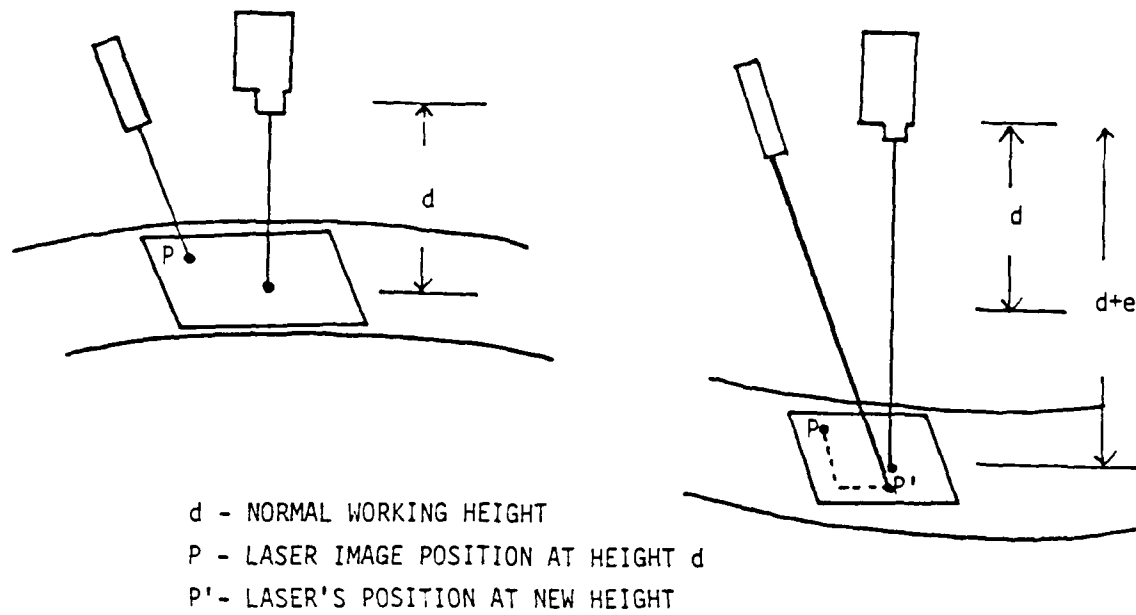 d
P
d
d+e
P
P'
d - NORMAL WORKING HEIGHT
P - LASER IMAGE POSITION AT HEIGHT d
P'- LASER'S POSITION AT NEW HEIGHT